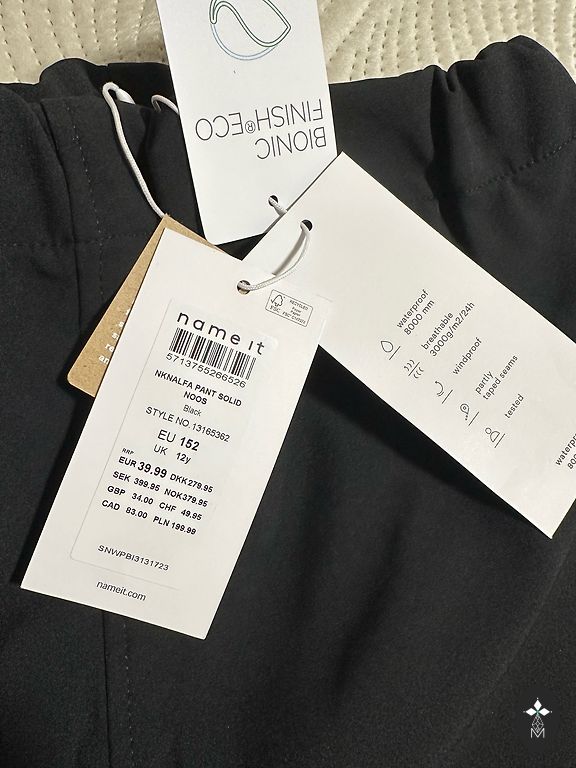 BIONIC
FINISH®ECO
RECYCLED
FSC
name it
5713755266526
NKNALFA PANT SOLID
NOOS
Black
STYLE NO. 13165362
EU 152
UK 12y
RRP
EUR 39.99 DKK 279.95
SEK 399.95 NOK 379.95
GBP 34.00 CHF 49.95
CAD 83.00 PLN 199.99
SNWPBI3131723
nameit.com
waterproof
8000 mm
breathable
3000g/m2/24h
windproof
partly
taped seams
tested
M